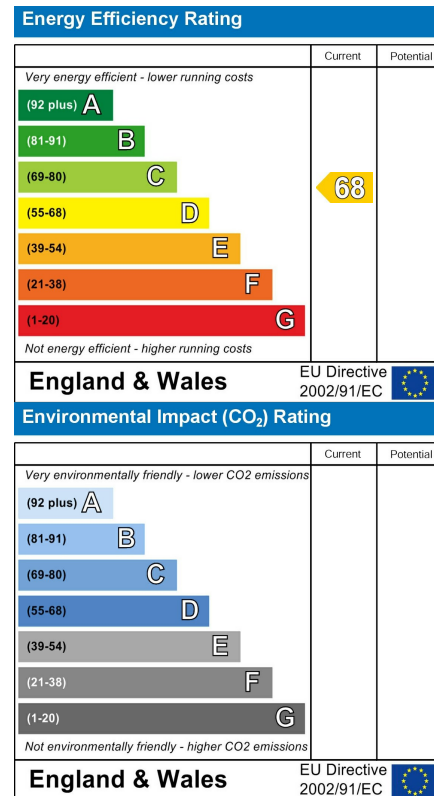 Energy Efficiency Rating
Current Potential
Very energy efficient - lower running costs
(92 plus) A
(81-91) B
(69-80) C
68
(55-68) D
(39-54) E
(21-38) F
(1-20) G
Not energy efficient - higher running costs
England & Wales
EU Directive
2002/91/EC
Environmental Impact (CO₂) Rating
Current Potential
Very environmentally friendly - lower CO2 emissions
(92 plus) A
(81-91) B
(69-80) C
(55-68) D
(39-54) E
(21-38) F
(1-20) G
Not environmentally friendly - higher CO2 emissions
England & Wales
EU Directive
2002/91/EC